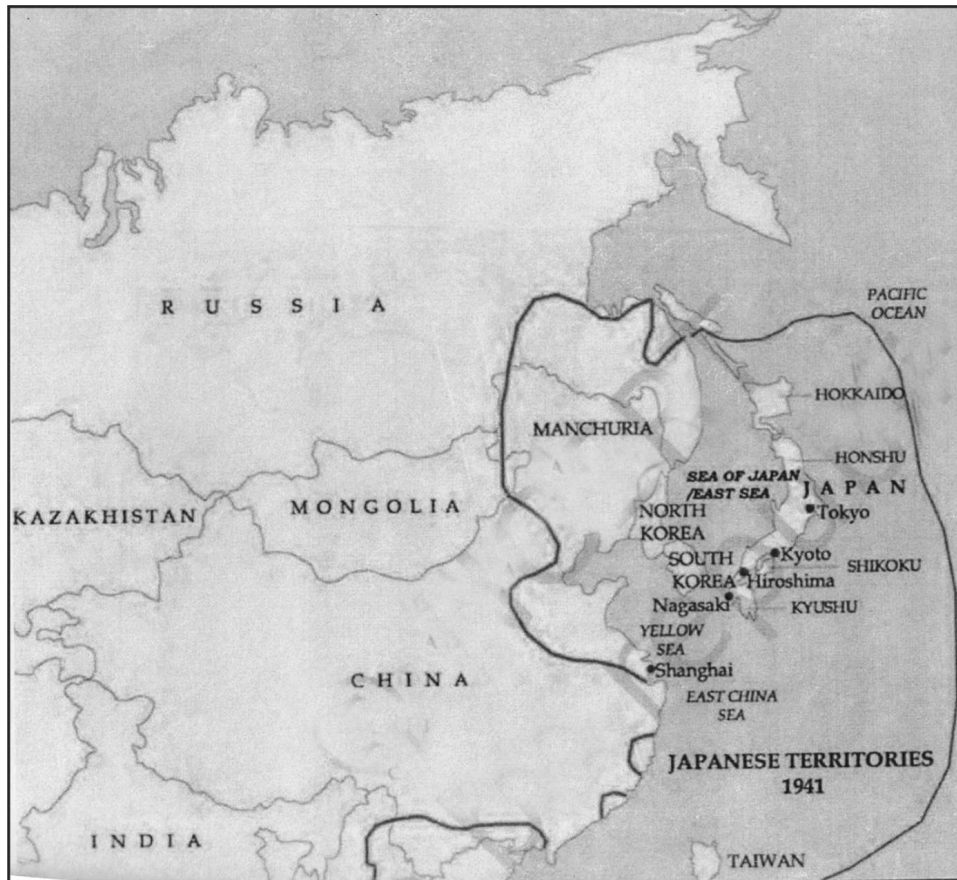 RUSSIA
PACIFIC
OCEAN
HOKKAIDO
MANCHURIA
HONSHU
SEA OF JAPAN
/EAST SEA
JAPAN
KAZAKHISTAN
MONGOLIA
NORTH
KOREA
Tokyo
Kyoto
SOUTH
KOREA
SHIKOKU
Hiroshima
Nagasaki
KYUSHU
YELLOW
SEA
Shanghai
CHINA
EAST CHINA
SEA
JAPANESE TERRITORIES
1941
INDIA
TAIWAN